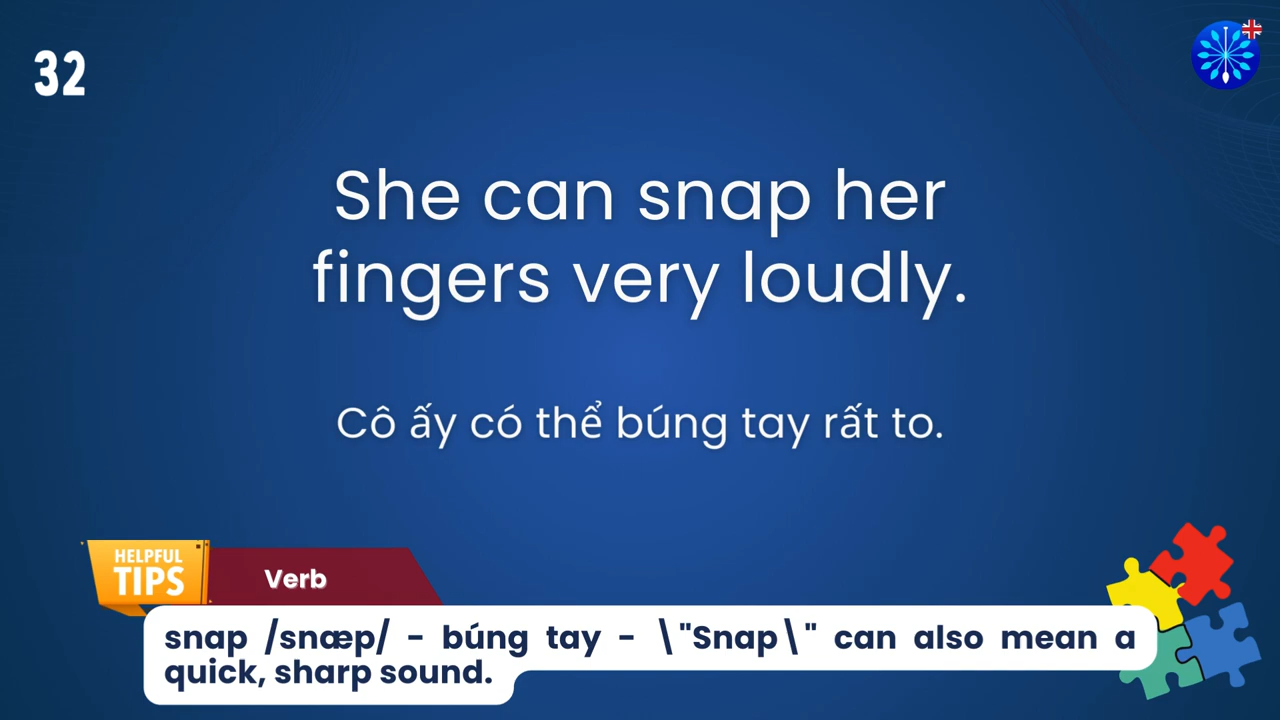 32
She can snap her
fingers very loudly.
Cô ấy có thể búng tay rất to.
HELPFUL
TIPS
Verb
snap /snæp/ - búng tay - \"Snap\" can also mean a
quick, sharp sound.